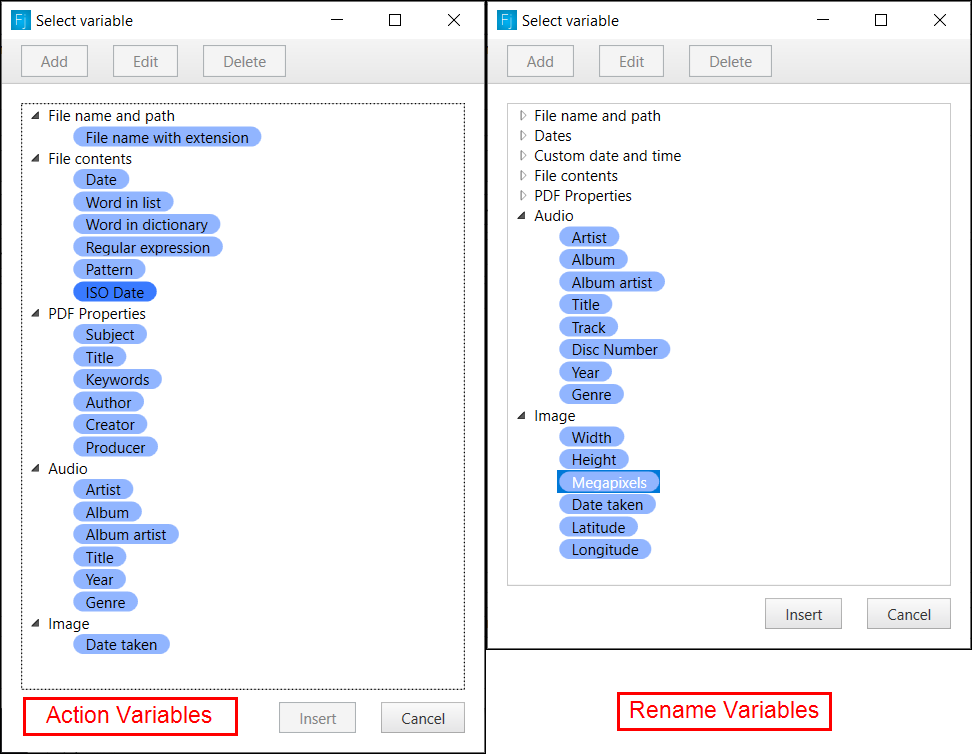 Fj Select variable
Add Edit Delete
File name and path
File name with extension
File contents
Date
Word in list
Word in dictionary
Regular expression
Pattern
ISO Date
PDF Properties
Subject
Title
Keywords
Author
Creator
Producer
Audio
Artist
Album
Album artist
Title
Year
Genre
Image
Date taken
Action Variables
Insert Cancel
Fj Select variable
Add Edit Delete
File name and path
Dates
Custom date and time
File contents
PDF Properties
Audio
Artist
Album
Album artist
Title
Track
Disc Number
Year
Genre
Image
Width
Height
Megapixels
Date taken
Latitude
Longitude
Insert Cancel
Rename Variables